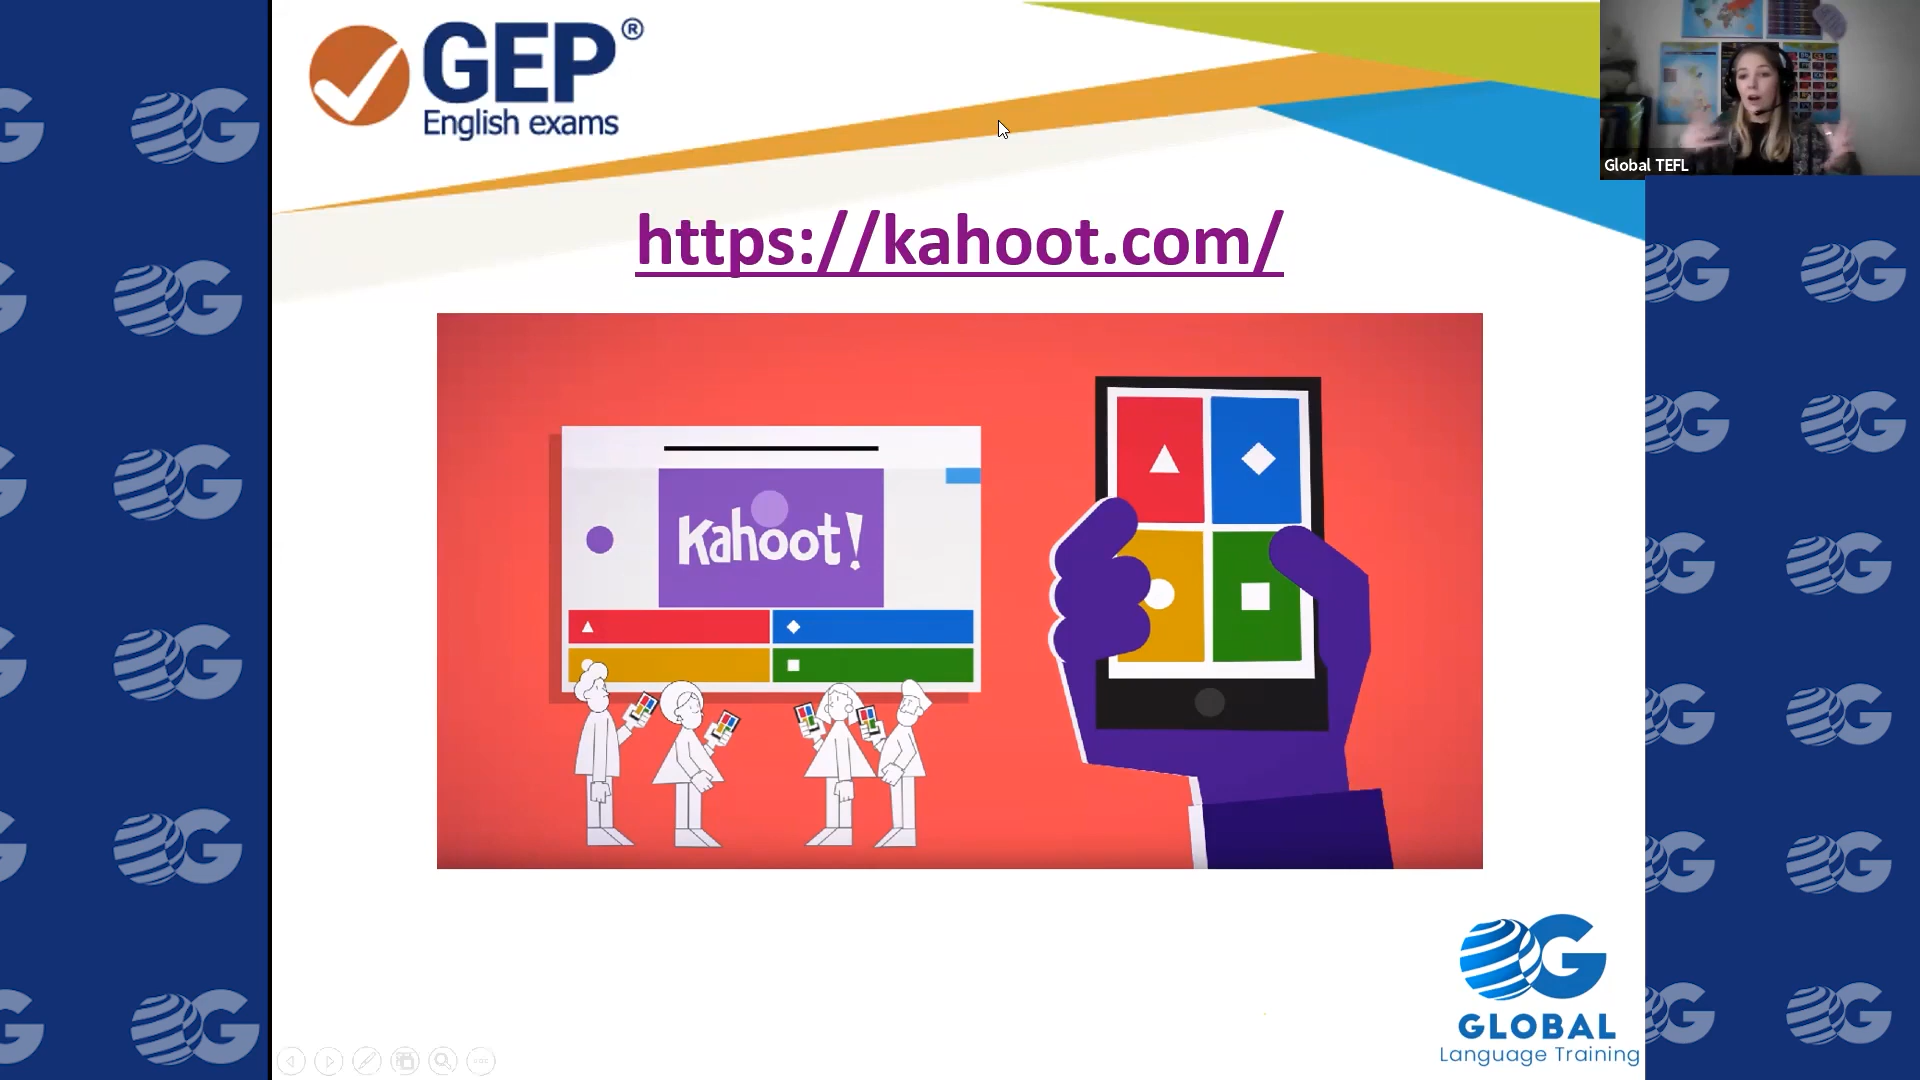 GEP®
English exams
Global TEFL
https://kahoot.com/
Kahoot!
GLOBAL
Language Training